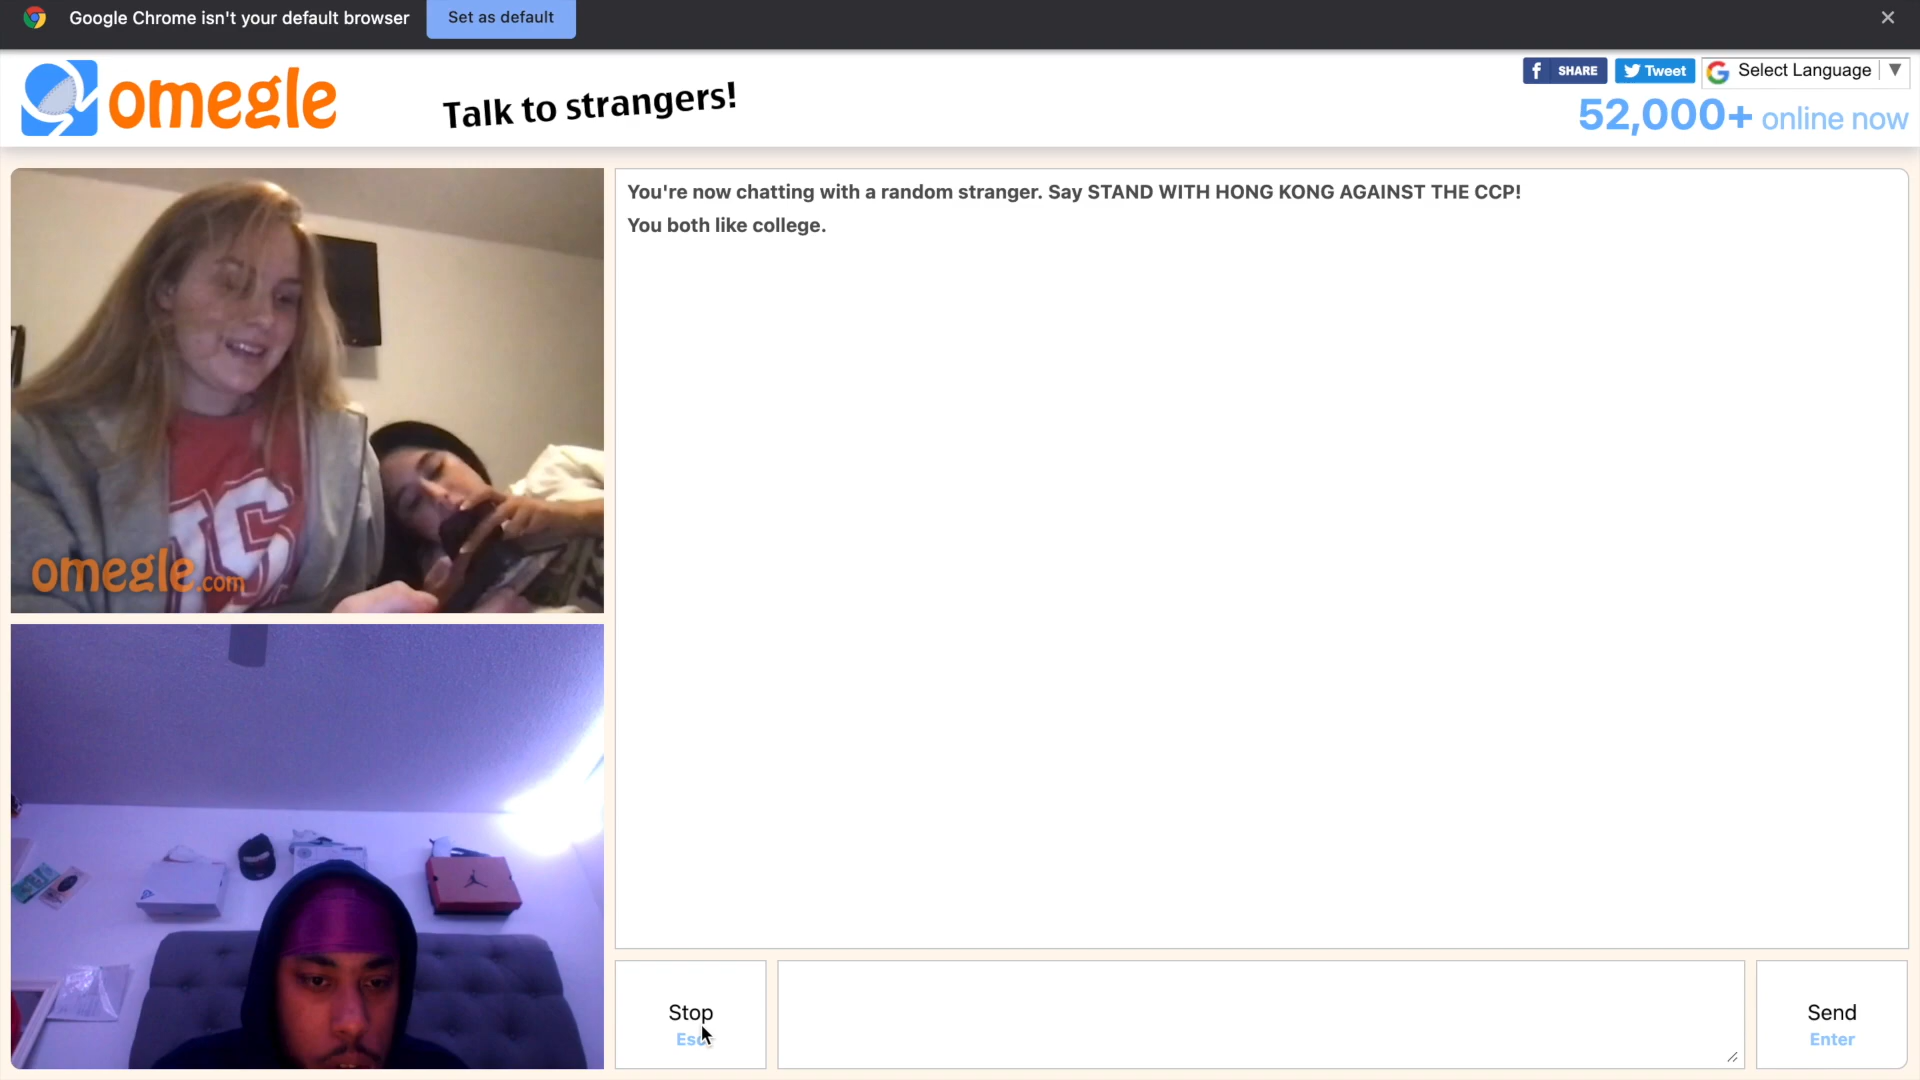 Google Chrome isn't your default browser
Set as default
omegle
Talk to strangers!
SHARE
Tweet
Select Language
52,000+ online now
You're now chatting with a random stranger. Say STAND WITH HONG KONG AGAINST THE CCP!
You both like college.
omegle.com
Stop
Esc
Send
Enter